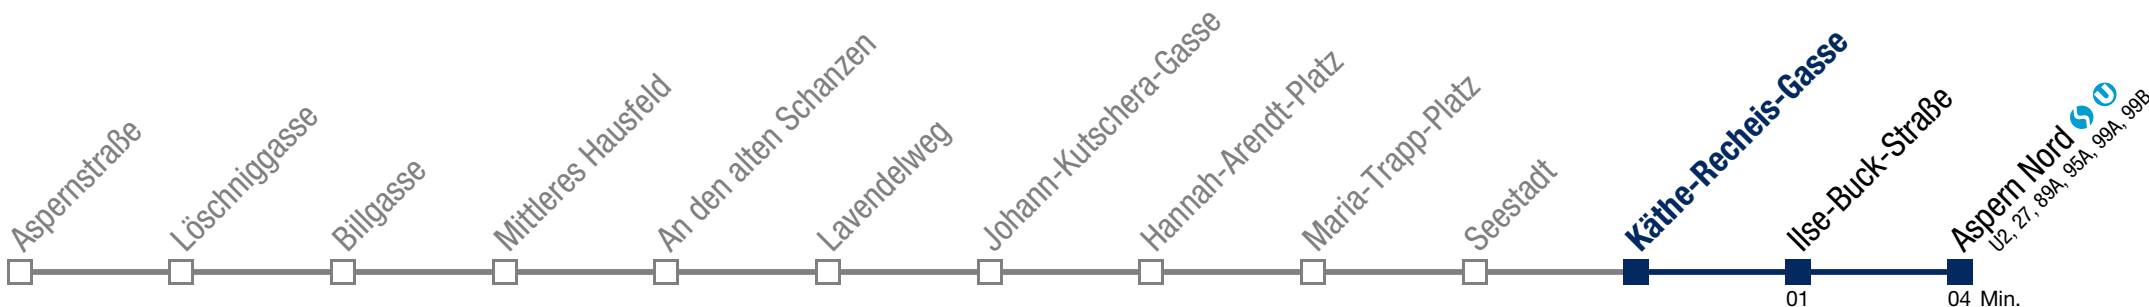 Aspernstraße
Löschniggasse
Billgasse
Mittleres Hausfeld
An den alten Schanzen
Lavendelweg
Johann-Kutschera-Gasse
Hannah-Arendt-Platz
Maria-Trapp-Platz
Seestadt
Käthe-Recheis-Gasse
Ilse-Buck-Straße
Aspern Nord S U
U2, 27, 89A, 95A, 99A, 99B
01
04 Min.